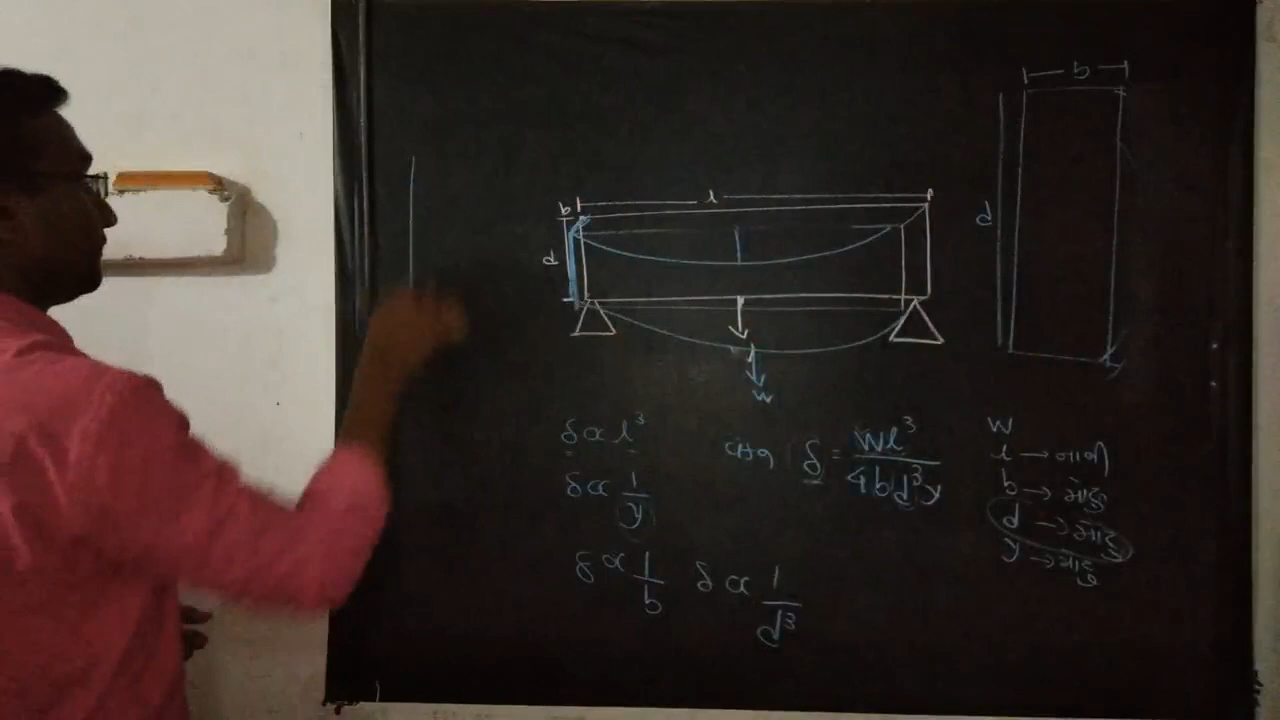 b
l
b
d
d
w
δ ∝ l³
δ = Wl³/4bd³y
W
l →
δ ∝ 1/y
b →
d →
y →
δ ∝ 1/b δ ∝ 1/d³